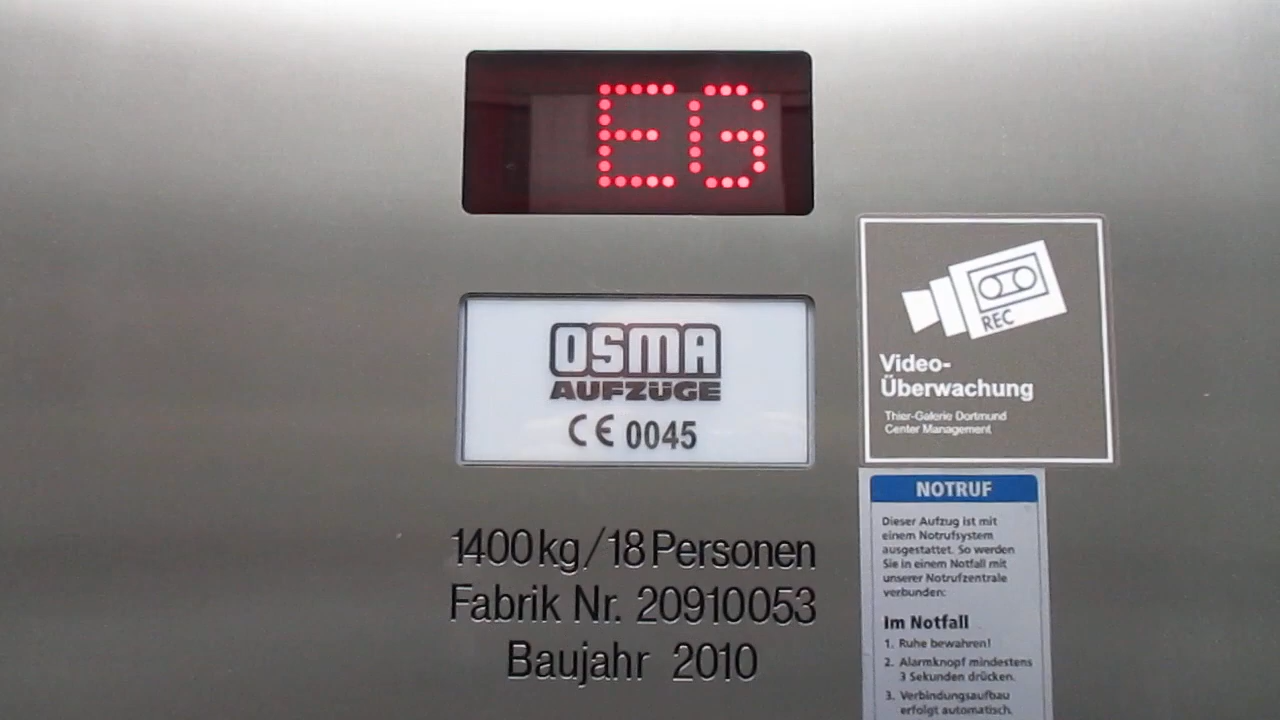 EG
OSMA
AUFZÜGE
CE 0045
1400kg/18 Personen
Fabrik Nr. 20910053
Baujahr 2010
REC
Video-
Überwachung
Thier-Galerie Dortmund
Center Management
NOTRUF
Dieser Aufzug ist mit
einem Notrufsystem
ausgestattet. So werden
Sie in einem Notfall mit
unserer Notrufzentrale
verbunden:
Im Notfall
1. Ruhe bewahren!
2. Alarmknopf mindestens
3 Sekunden drücken.
3. Verbindungsaufbau
erfolgt automatisch.